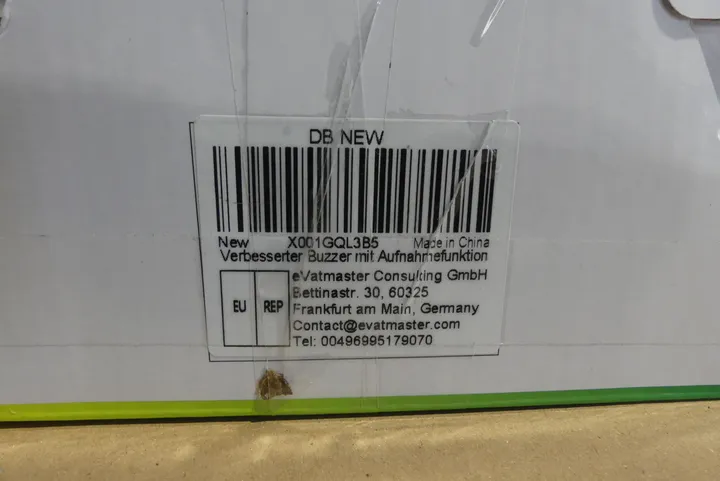 DB NEW
New X001GQL3B5 Made in China
Verbesserter Buzzer mit Aufnahmefunktion
EU REP
eVatmaster Consulting GmbH
Bettinastr. 30, 60325
Frankfurt am Main, Germany
Contact@evatmaster.com
Tel: 00496995179070